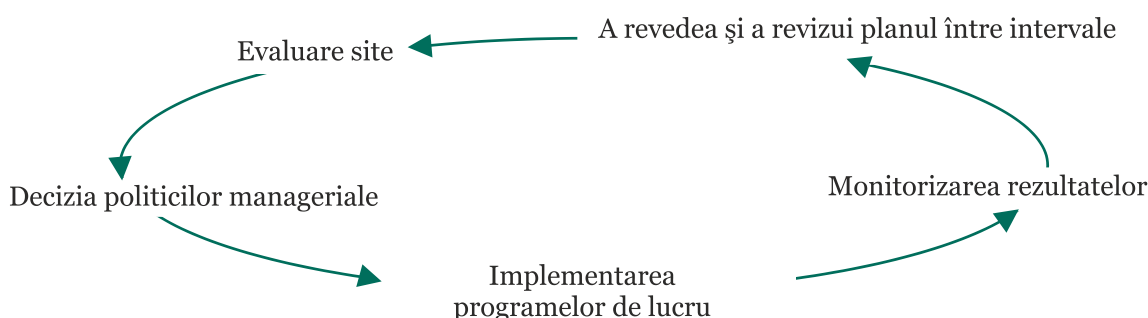 A revedea şi a revizui planul între intervale
Evaluare site
Decizia politicilor manageriale
Monitorizarea rezultatelor
Implementarea
programelor de lucru